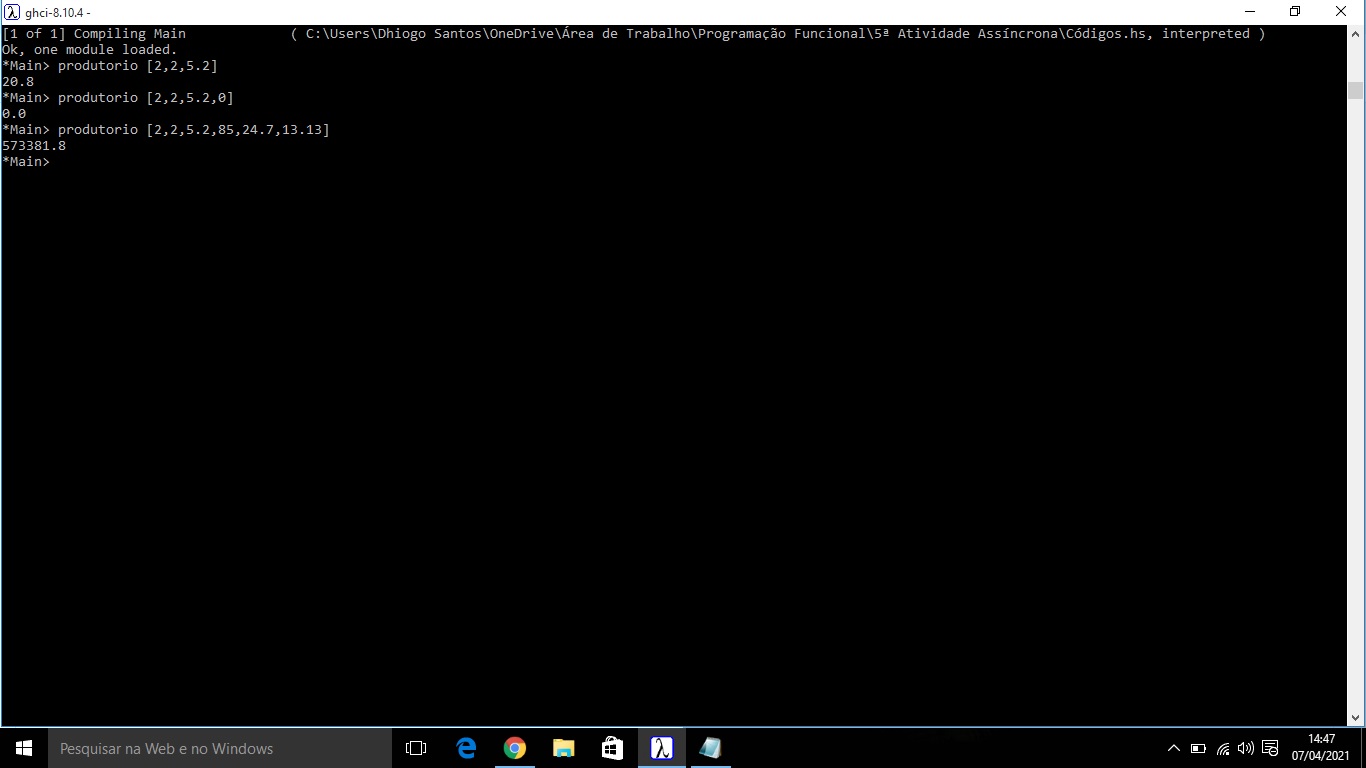 ghci-8.10.4 -
[1 of 1] Compiling Main             ( C:\Users\Dhiogo Santos\OneDrive\Área de Trabalho\Programação Funcional\5ª Atividade Assíncrona\Códigos.hs, interpreted )
Ok, one module loaded.
*Main> produtorio [2,2,5.2]
20.8
*Main> produtorio [2,2,5.2,0]
0.0
*Main> produtorio [2,2,5.2,85,24.7,13.13]
573381.8
*Main>
Pesquisar na Web e no Windows
14:47
07/04/2021